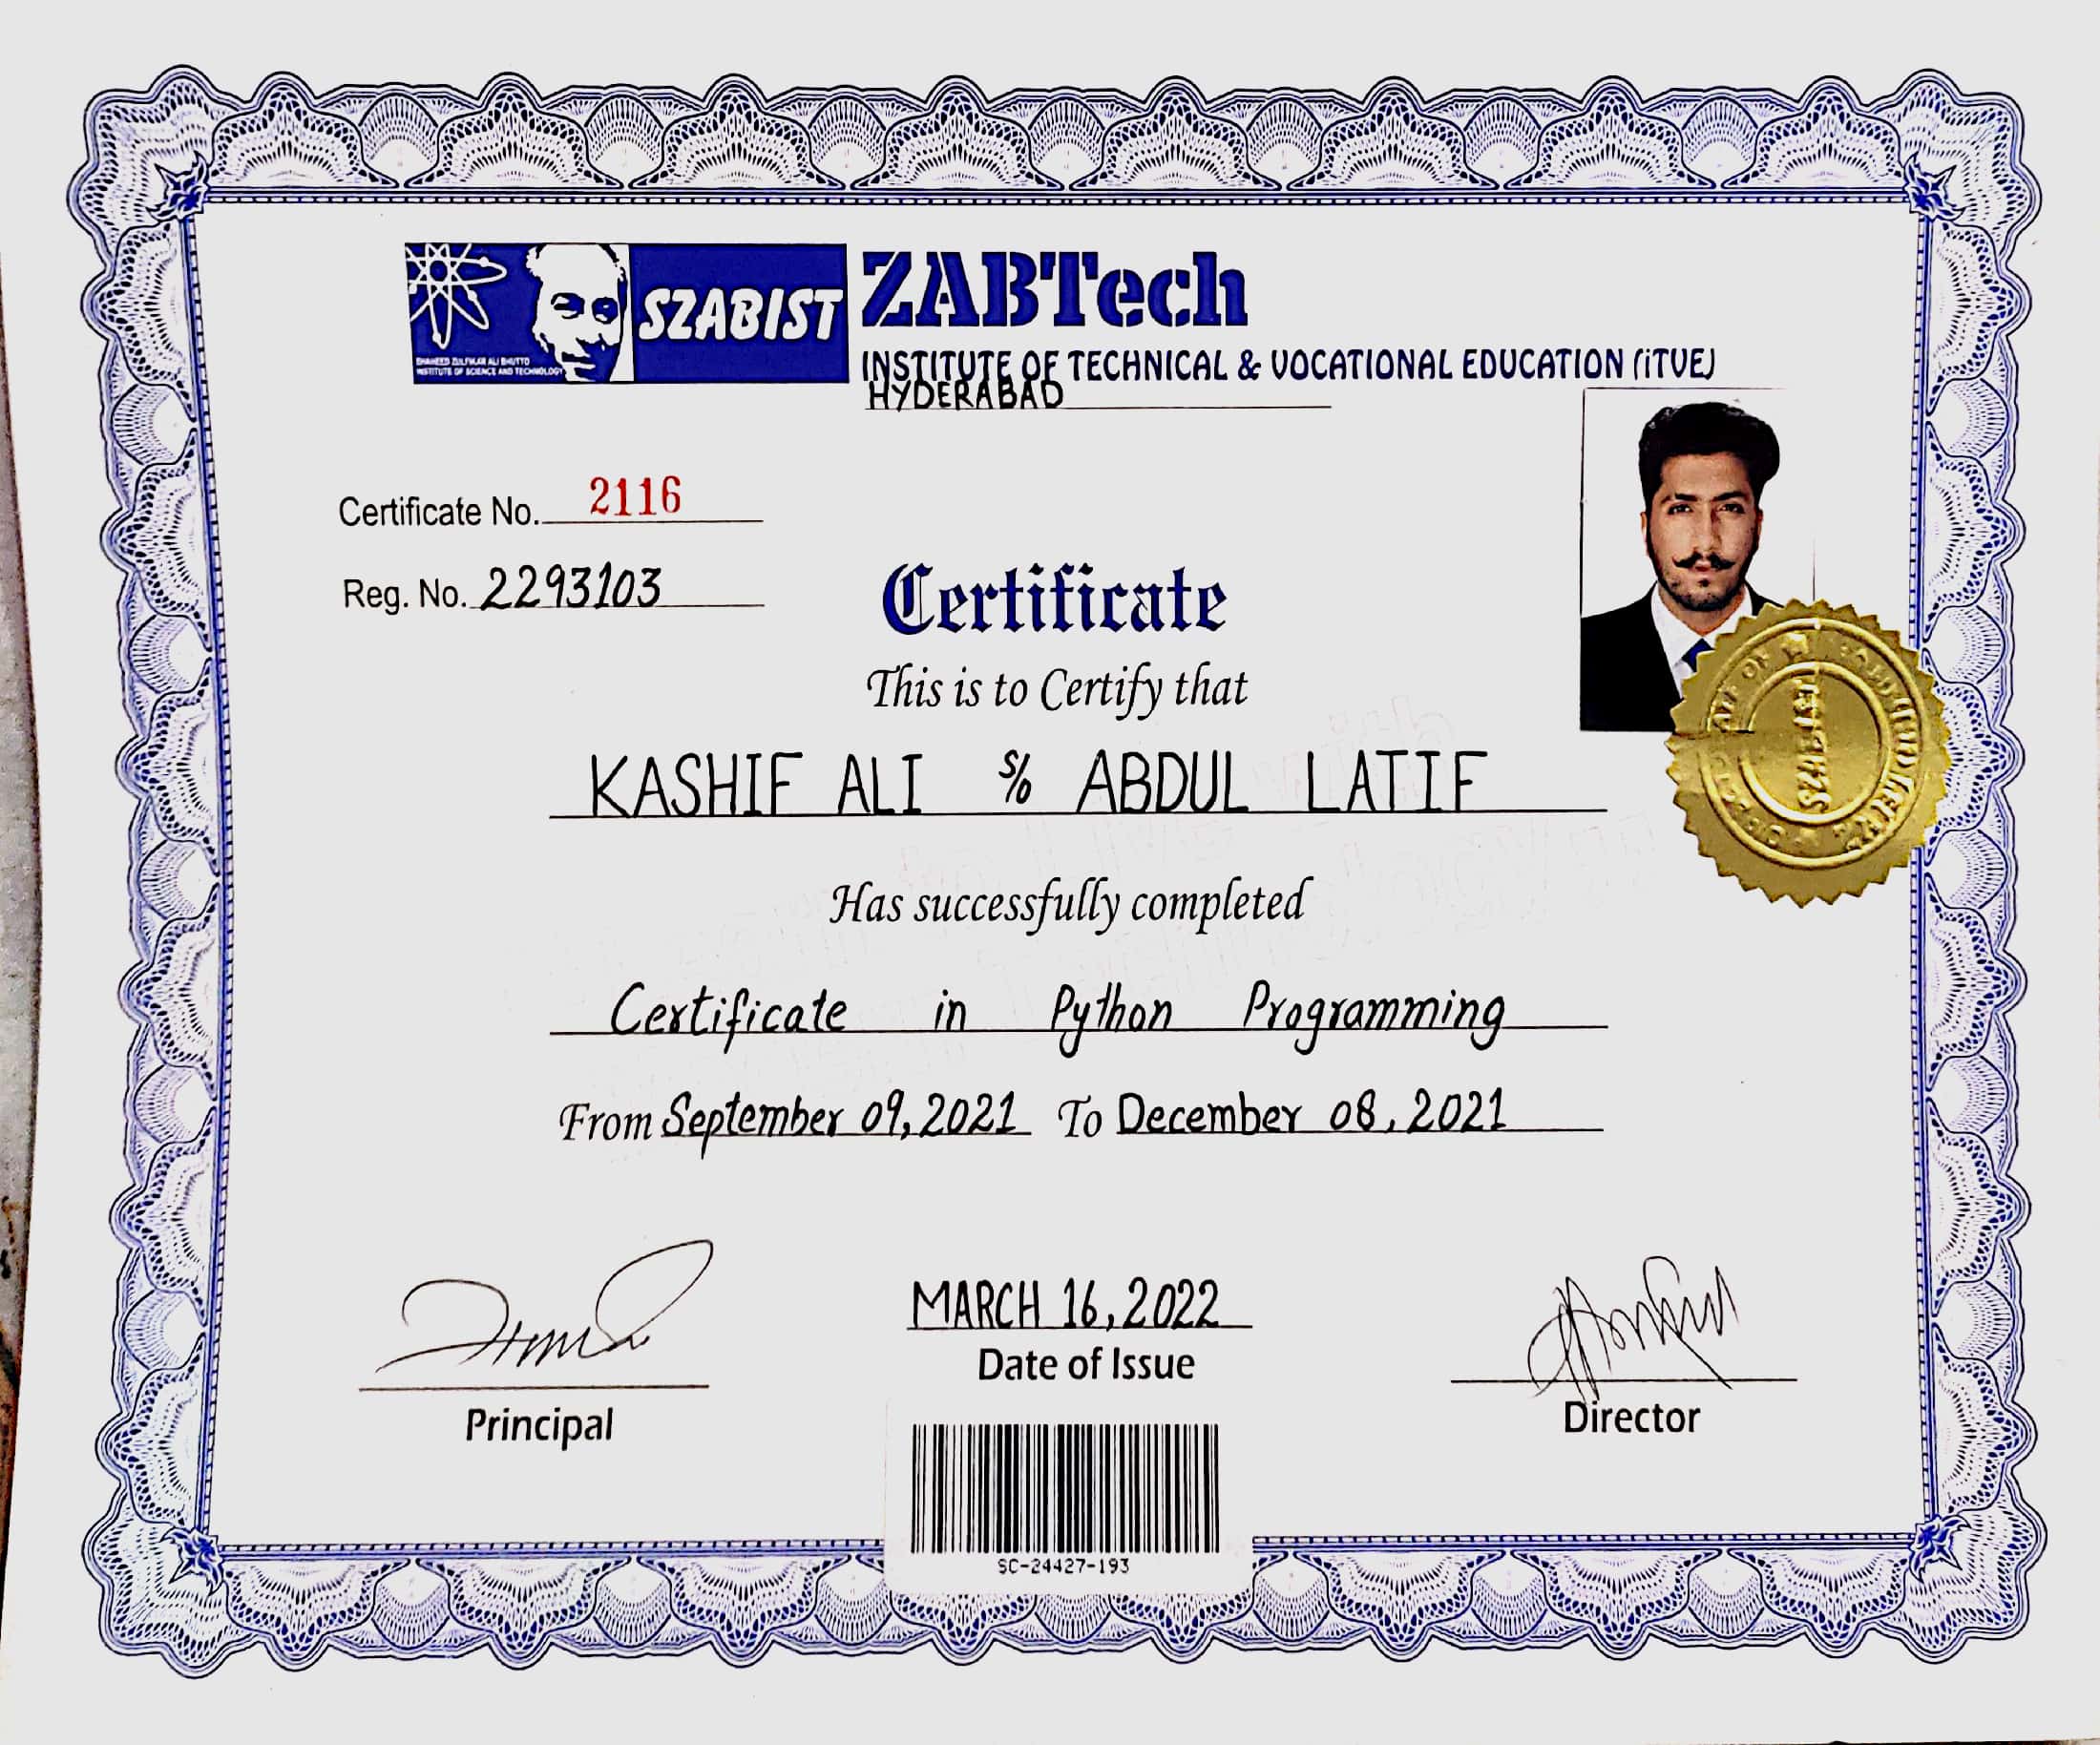 SZABIST
SHAHEED ZULFIKAR ALI BHUTTO
INSTITUTE OF SCIENCE AND TECHNOLOGY
ZABTech
INSTITUTE OF TECHNICAL & VOCATIONAL EDUCATION (iTVE)
HYDERABAD
Certificate No. 2116
Reg. No. 2293103
Certificate
This is to Certify that
KASHIF ALI S/o ABDUL LATIF
Has successfully completed
Certificate in Python Programming
From September 09, 2021 To December 08, 2021
MARCH 16, 2022
Date of Issue
Principal
Director
SC-24427-193